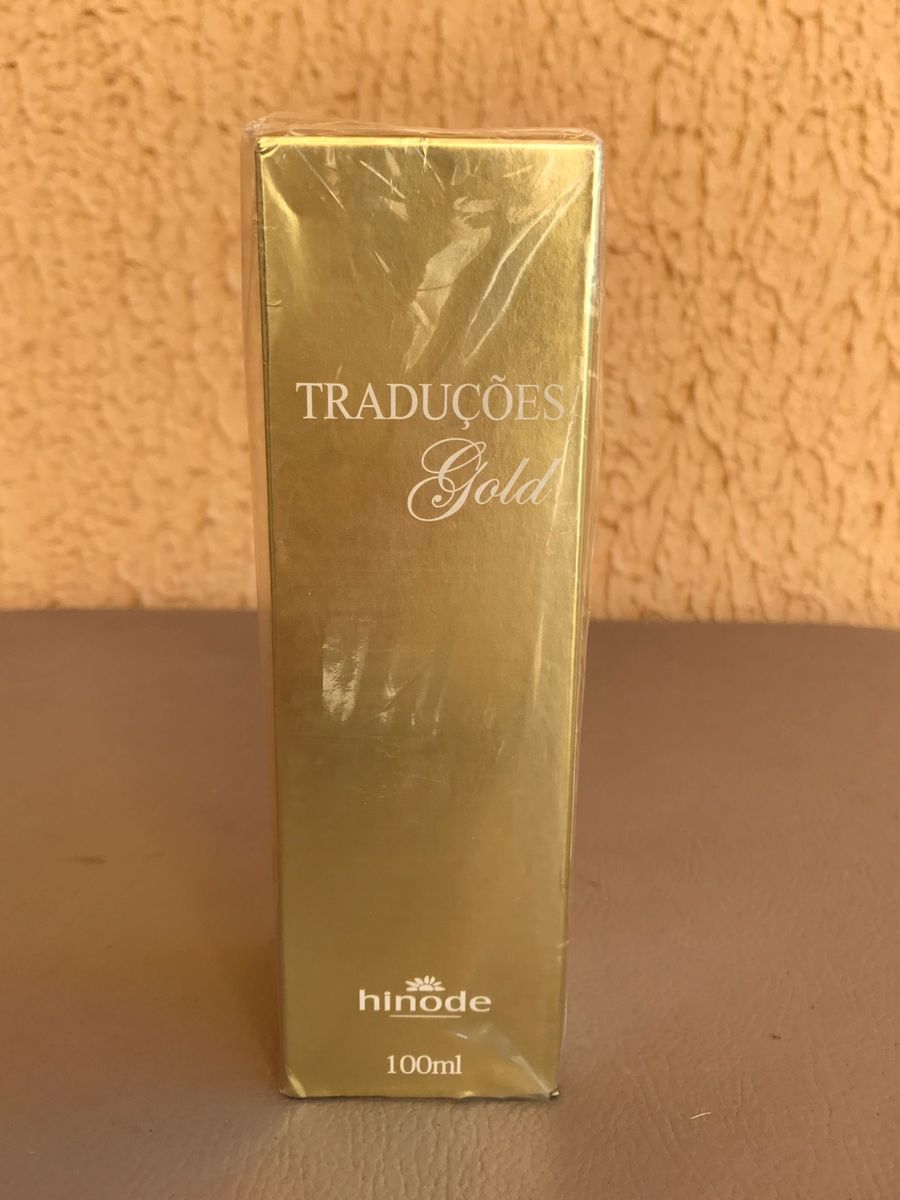 TRADUÇÕES
Gold
hinode
100ml